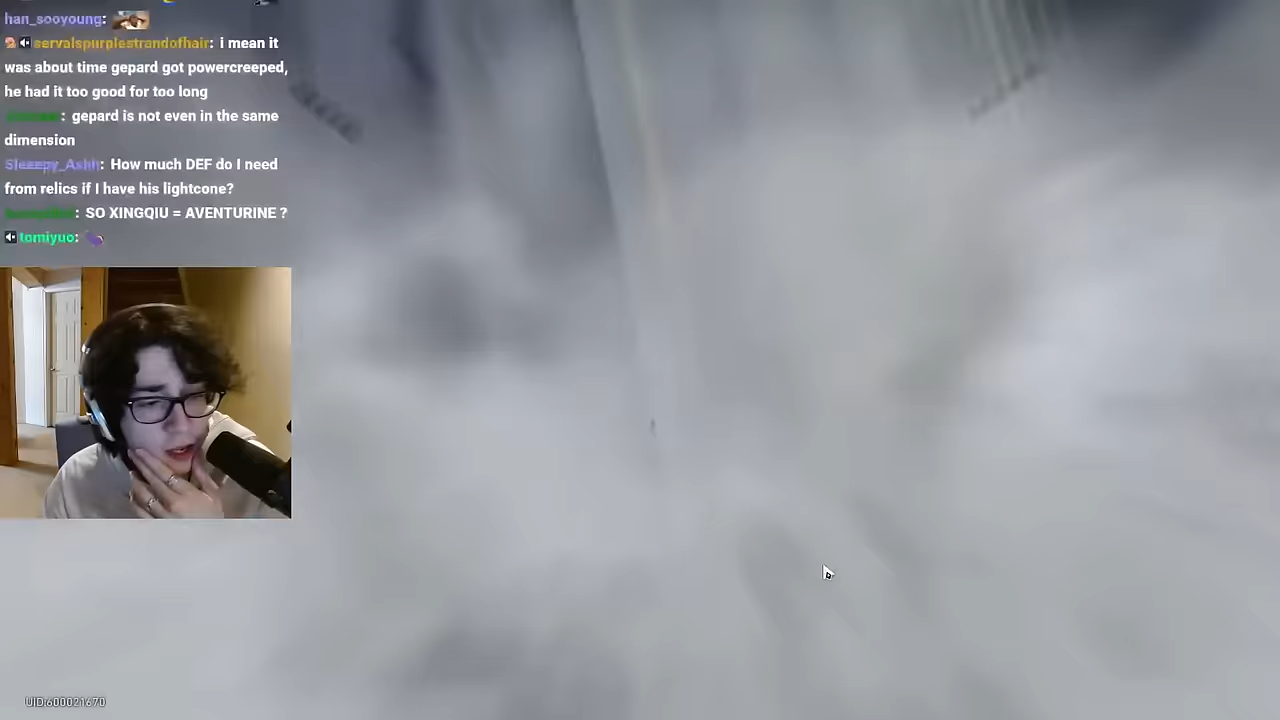 han_sooyoung:
servalspurplestrandofhair: i mean it
was about time gepard got powercreeped,
he had it too good for too long
: gepard is not even in the same
dimension
Sleeepy_Ashh: How much DEF do I need
from relics if I have his lightcone?
: SO XINGQIU = AVENTURINE ?
tomiyuo:
UID:600021670